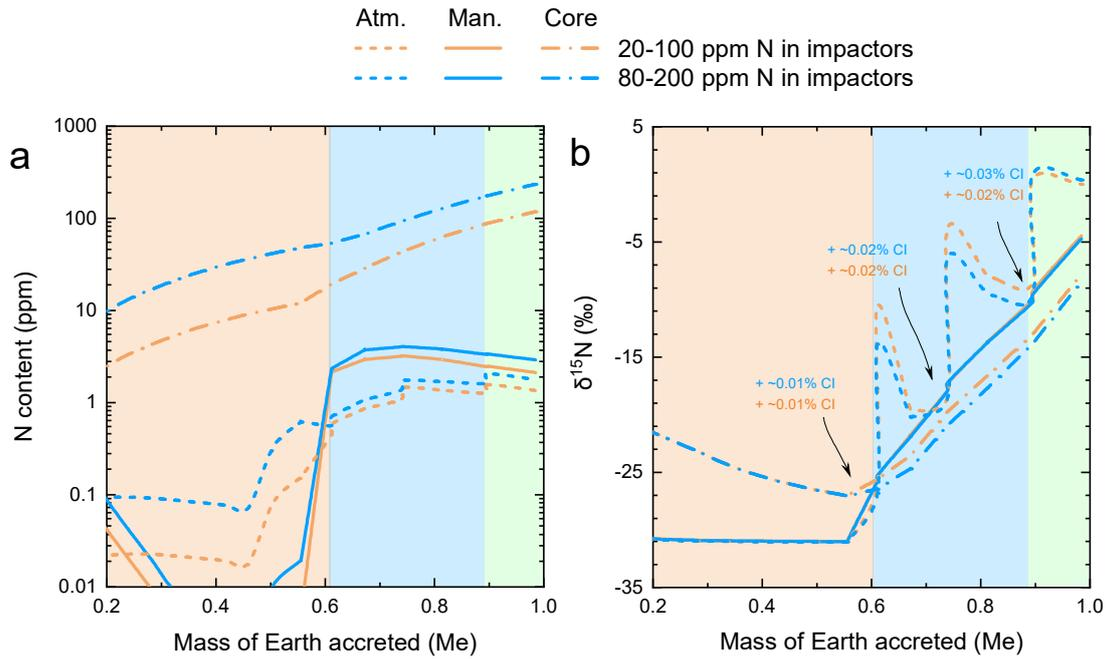 Atm. Man. Core
20-100 ppm N in impactors
80-200 ppm N in impactors
a
1000
100
10
1
0.1
0.01
0.2 0.4 0.6 0.8 1.0
N content (ppm)
Mass of Earth accreted (Me)
b
5
-5
-15
-25
-35
0.2 0.4 0.6 0.8 1.0
δ¹⁵N (‰)
Mass of Earth accreted (Me)
+ ~0.03% CI
+ ~0.02% CI
+ ~0.02% CI
+ ~0.02% CI
+ ~0.01% CI
+ ~0.01% CI